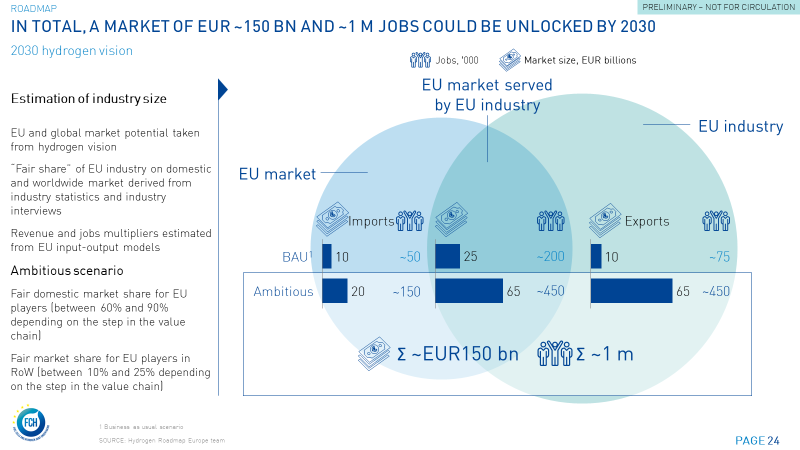 ROADMAP
PRELIMINARY – NOT FOR CIRCULATION
IN TOTAL, A MARKET OF EUR ~150 BN AND ~1 M JOBS COULD BE UNLOCKED BY 2030
2030 hydrogen vision
Jobs, '000
Market size, EUR billions
Estimation of industry size
EU and global market potential taken
from hydrogen vision
"Fair share" of EU industry on domestic
and worldwide market derived from
industry statistics and industry
interviews
Revenue and jobs multipliers estimated
from EU input-output models
Ambitious scenario
Fair domestic market share for EU
players (between 60% and 90%
depending on the step in the value
chain)
Fair market share for EU players in
RoW (between 10% and 25% depending
on the step in the value chain)
EU market served
by EU industry
EU industry
EU market
Imports
Exports
BAU¹ 10 ~50 25 ~200 10 ~75
Ambitious 20 ~150 65 ~450 65 ~450
Σ ~EUR150 bn Σ ~1 m
FCH
1 Business as usual scenario
SOURCE: Hydrogen Roadmap Europe team
PAGE 24